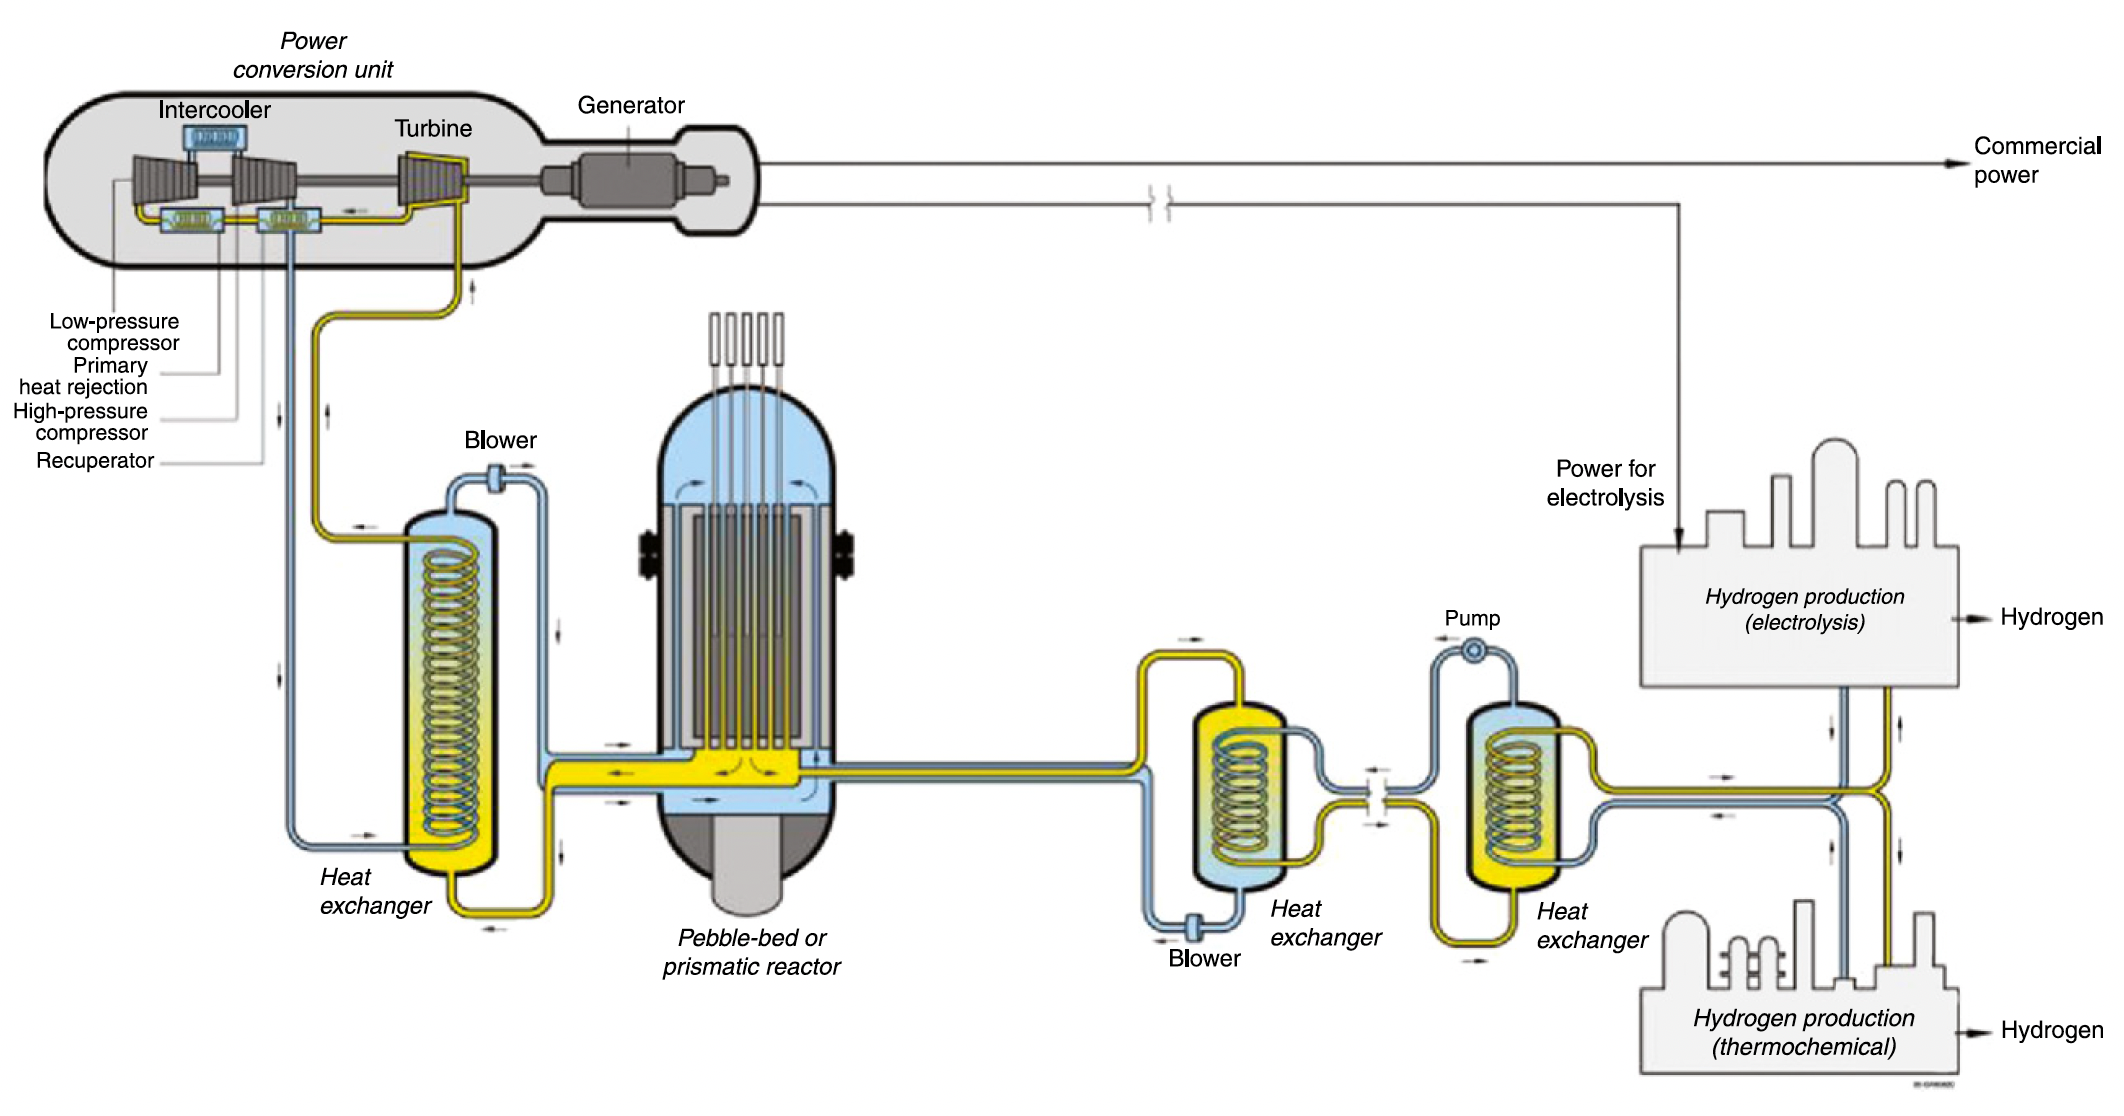 Power
conversion unit
Intercooler
Turbine
Generator
Commercial
power
Low-pressure
compressor
Primary
heat rejection
High-pressure
compressor
Recuperator
Blower
Power for
electrolysis
Hydrogen production
(electrolysis)
Hydrogen
Pump
Heat
exchanger
Pebble-bed or
prismatic reactor
Heat
exchanger
Blower
Heat
exchanger
Hydrogen production
(thermochemical)
Hydrogen